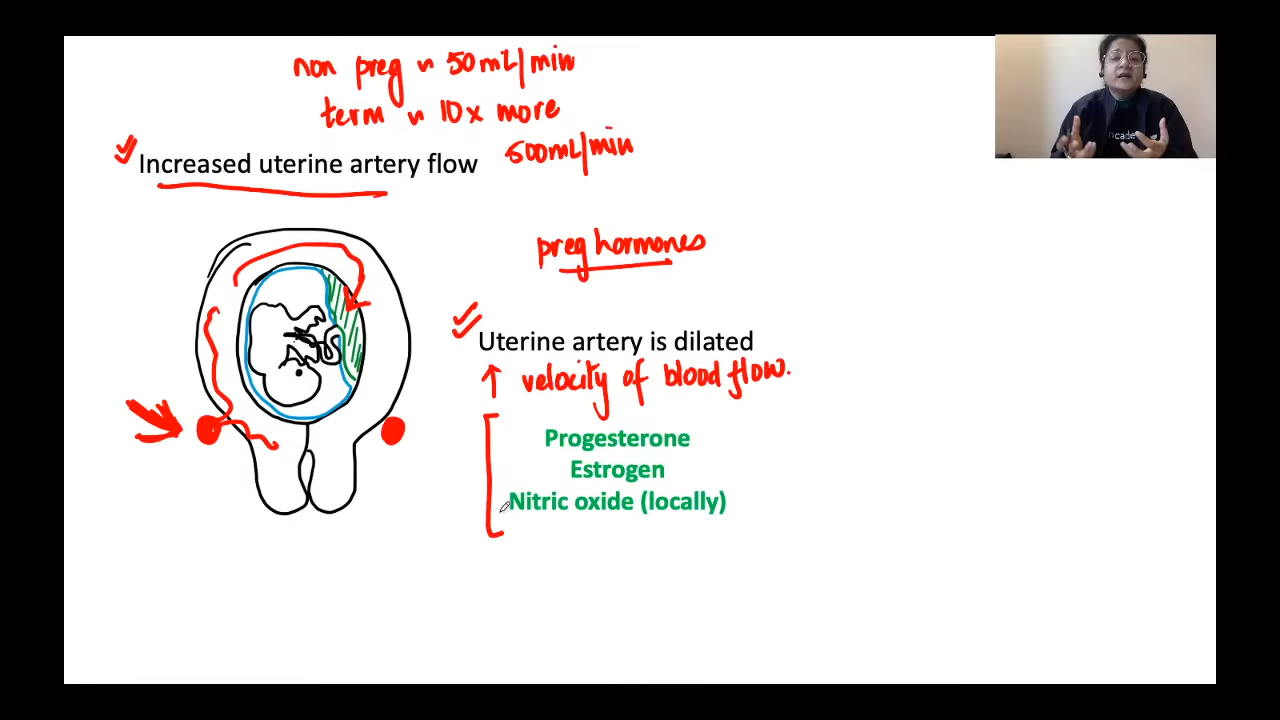 non preg ~ 50mL/min
term ~ 10x more
Increased uterine artery flow
500mL/min
preg hormones
Uterine artery is dilated
↑ velocity of blood flow.
Progesterone
Estrogen
Nitric oxide (locally)